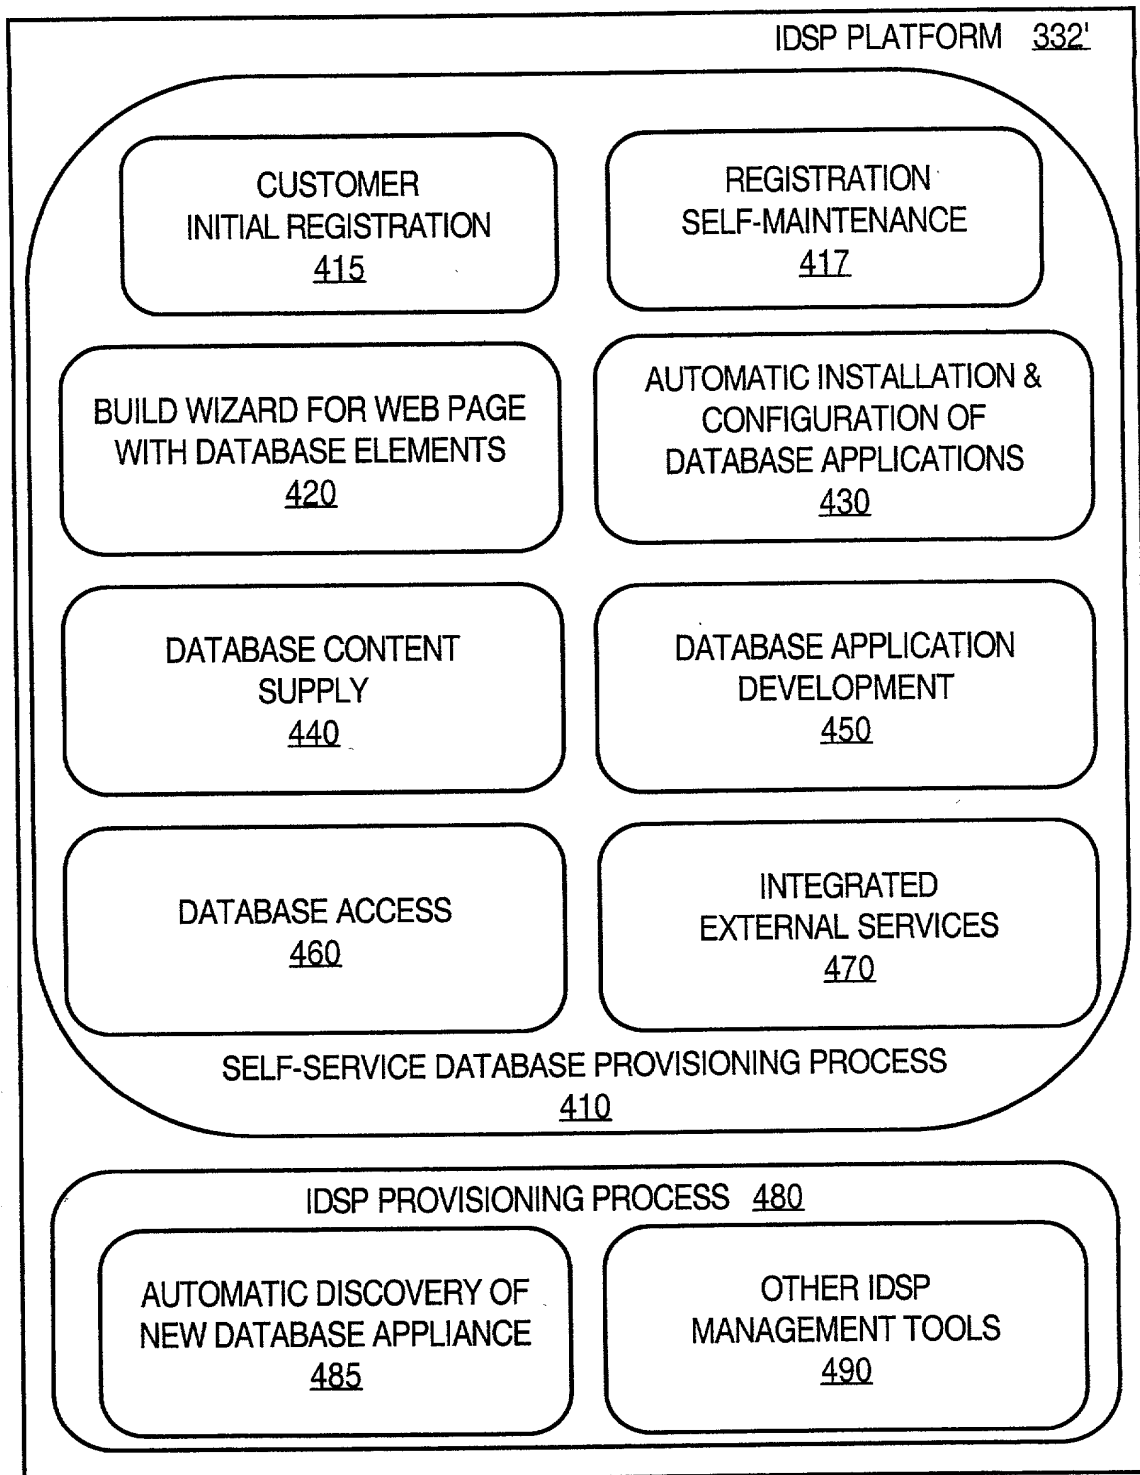 IDSP PLATFORM 332'
CUSTOMER
INITIAL REGISTRATION
415
REGISTRATION
SELF-MAINTENANCE
417
BUILD WIZARD FOR WEB PAGE
WITH DATABASE ELEMENTS
420
AUTOMATIC INSTALLATION &
CONFIGURATION OF
DATABASE APPLICATIONS
430
DATABASE CONTENT
SUPPLY
440
DATABASE APPLICATION
DEVELOPMENT
450
DATABASE ACCESS
460
INTEGRATED
EXTERNAL SERVICES
470
SELF-SERVICE DATABASE PROVISIONING PROCESS
410
IDSP PROVISIONING PROCESS 480
AUTOMATIC DISCOVERY OF
NEW DATABASE APPLIANCE
485
OTHER IDSP
MANAGEMENT TOOLS
490